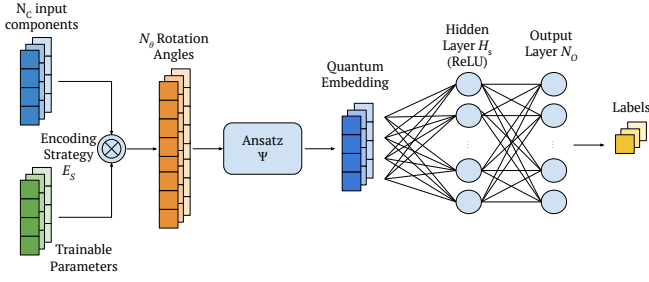 N_C input
components
N_θ Rotation
Angles
Encoding
Strategy
E_S
Trainable
Parameters
Ansatz
Ψ
Quantum
Embedding
Hidden
Layer H_s
(ReLU)
Output
Layer N_O
Labels